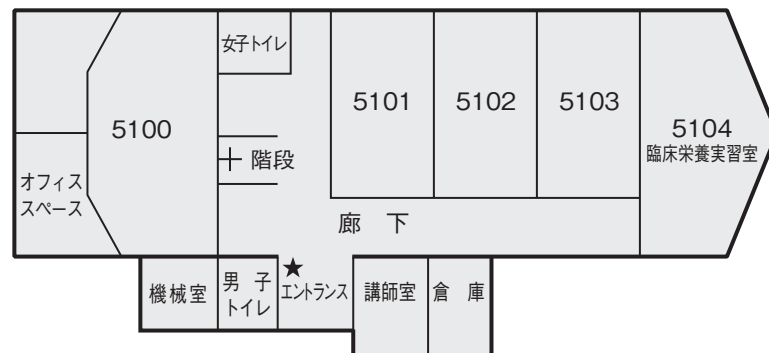 女子トイレ
5100
5101
5102
5103
5104
臨床栄養実習室
階段
オフィス
スペース
廊 下
★
機械室
男 子
トイレ
エントランス
講師室
倉 庫